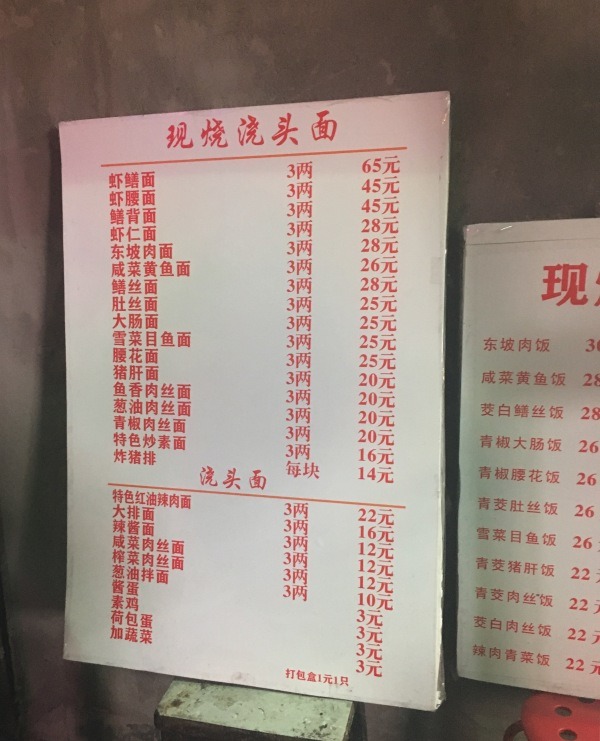 现烧浇头面
虾鳝面 3两 65元
虾腰面 3两 45元
鳝背面 3两 45元
虾仁面 3两 28元
东坡肉面 3两 28元
咸菜黄鱼面 3两 26元
鳝丝面 3两 28元
肚丝面 3两 25元
大肠面 3两 25元
雪菜目鱼面 3两 25元
腰花面 3两 25元
猪肝面 3两 20元
鱼香肉丝面 3两 20元
葱油肉丝面 3两 20元
青椒肉丝面 3两 20元
特色炒素面 3两 16元
炸猪排 每块 14元
浇头面
特色红油辣肉面 3两 22元
大排面 3两 16元
辣酱面 3两 12元
咸菜肉丝面 3两 12元
榨菜肉丝面 3两 12元
葱油拌面 3两 10元
酱蛋 3元
素鸡 3元
荷包蛋 3元
加蔬菜 3元
打包盒1元1只
现
东坡肉饭 30
咸菜黄鱼饭 28
茭白鳝丝饭 28
青椒大肠饭 26
青椒腰花饭 26
青茭肚丝饭 26
雪菜目鱼饭 26
青茭猪肝饭 22元
青茭肉丝饭 22元
茭白肉丝饭 22元
辣肉青菜饭 22元